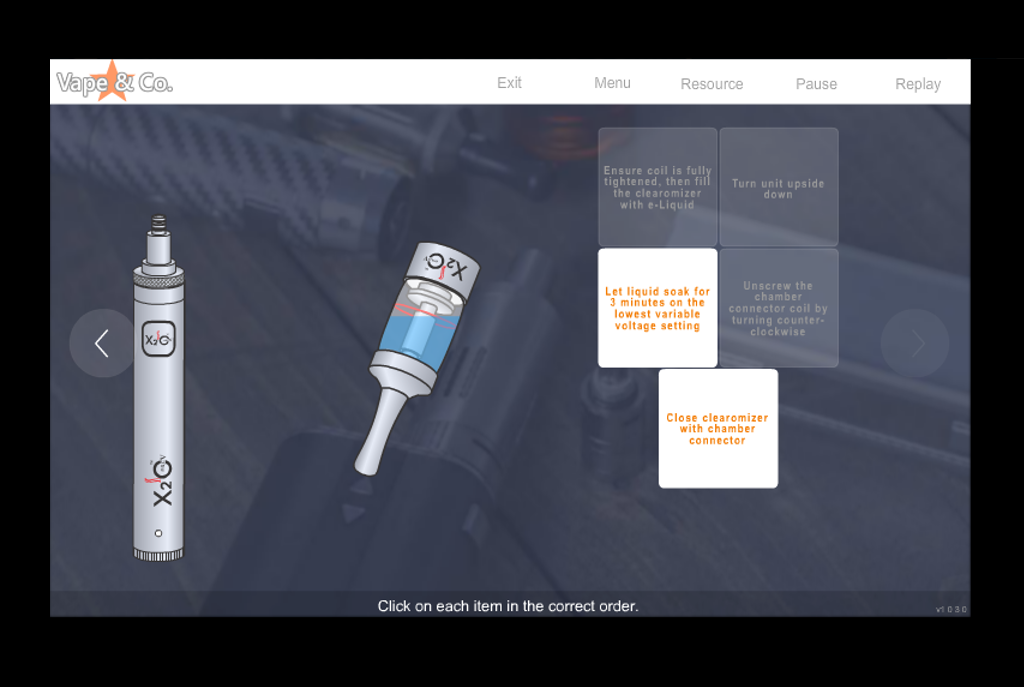 Vape & Co.
Exit
Menu
Resource
Pause
Replay
Ensure coil is fully
tightened, then fill
the clearomizer
with e-Liquid
Turn unit upside
down
Let liquid soak for
3 minutes on the
lowest variable
voltage setting
Unscrew the
chamber
connector coil by
turning counter-
clockwise
Close clearomizer
with chamber
connector
X2O
X2O
X2O
Click on each item in the correct order.
v1.0.3.0